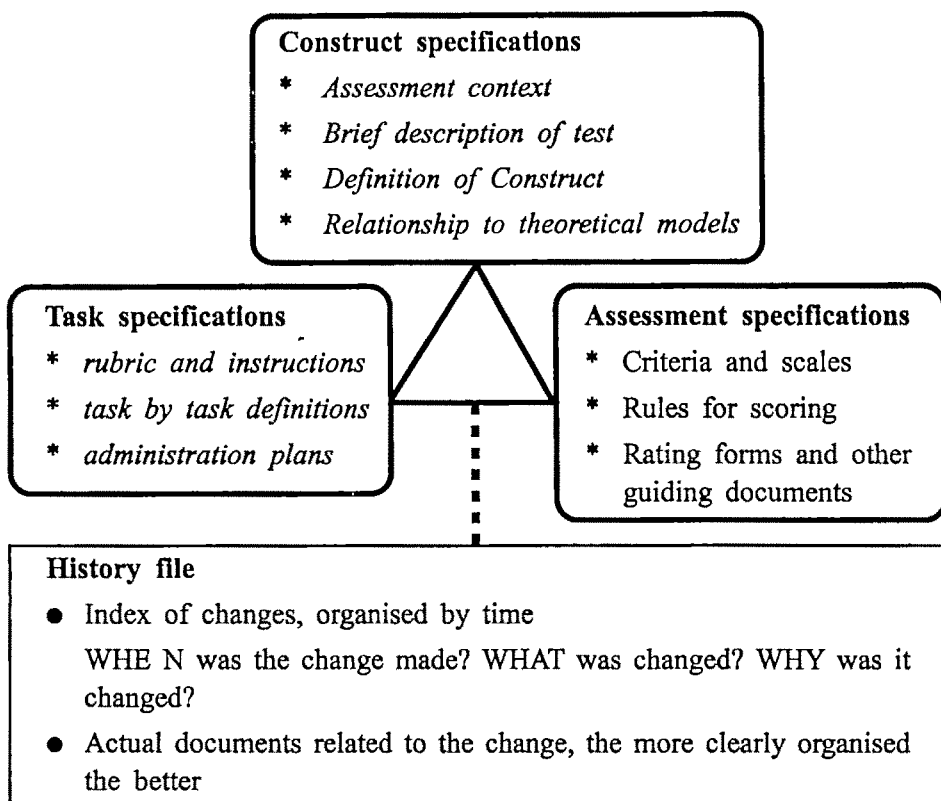 Construct specifications
* Assessment context
* Brief description of test
* Definition of Construct
* Relationship to theoretical models
Task specifications
* rubric and instructions
* task by task definitions
* administration plans
Assessment specifications
* Criteria and scales
* Rules for scoring
* Rating forms and other
guiding documents
History file
● Index of changes, organised by time
WHE N was the change made? WHAT was changed? WHY was it
changed?
● Actual documents related to the change, the more clearly organised
the better